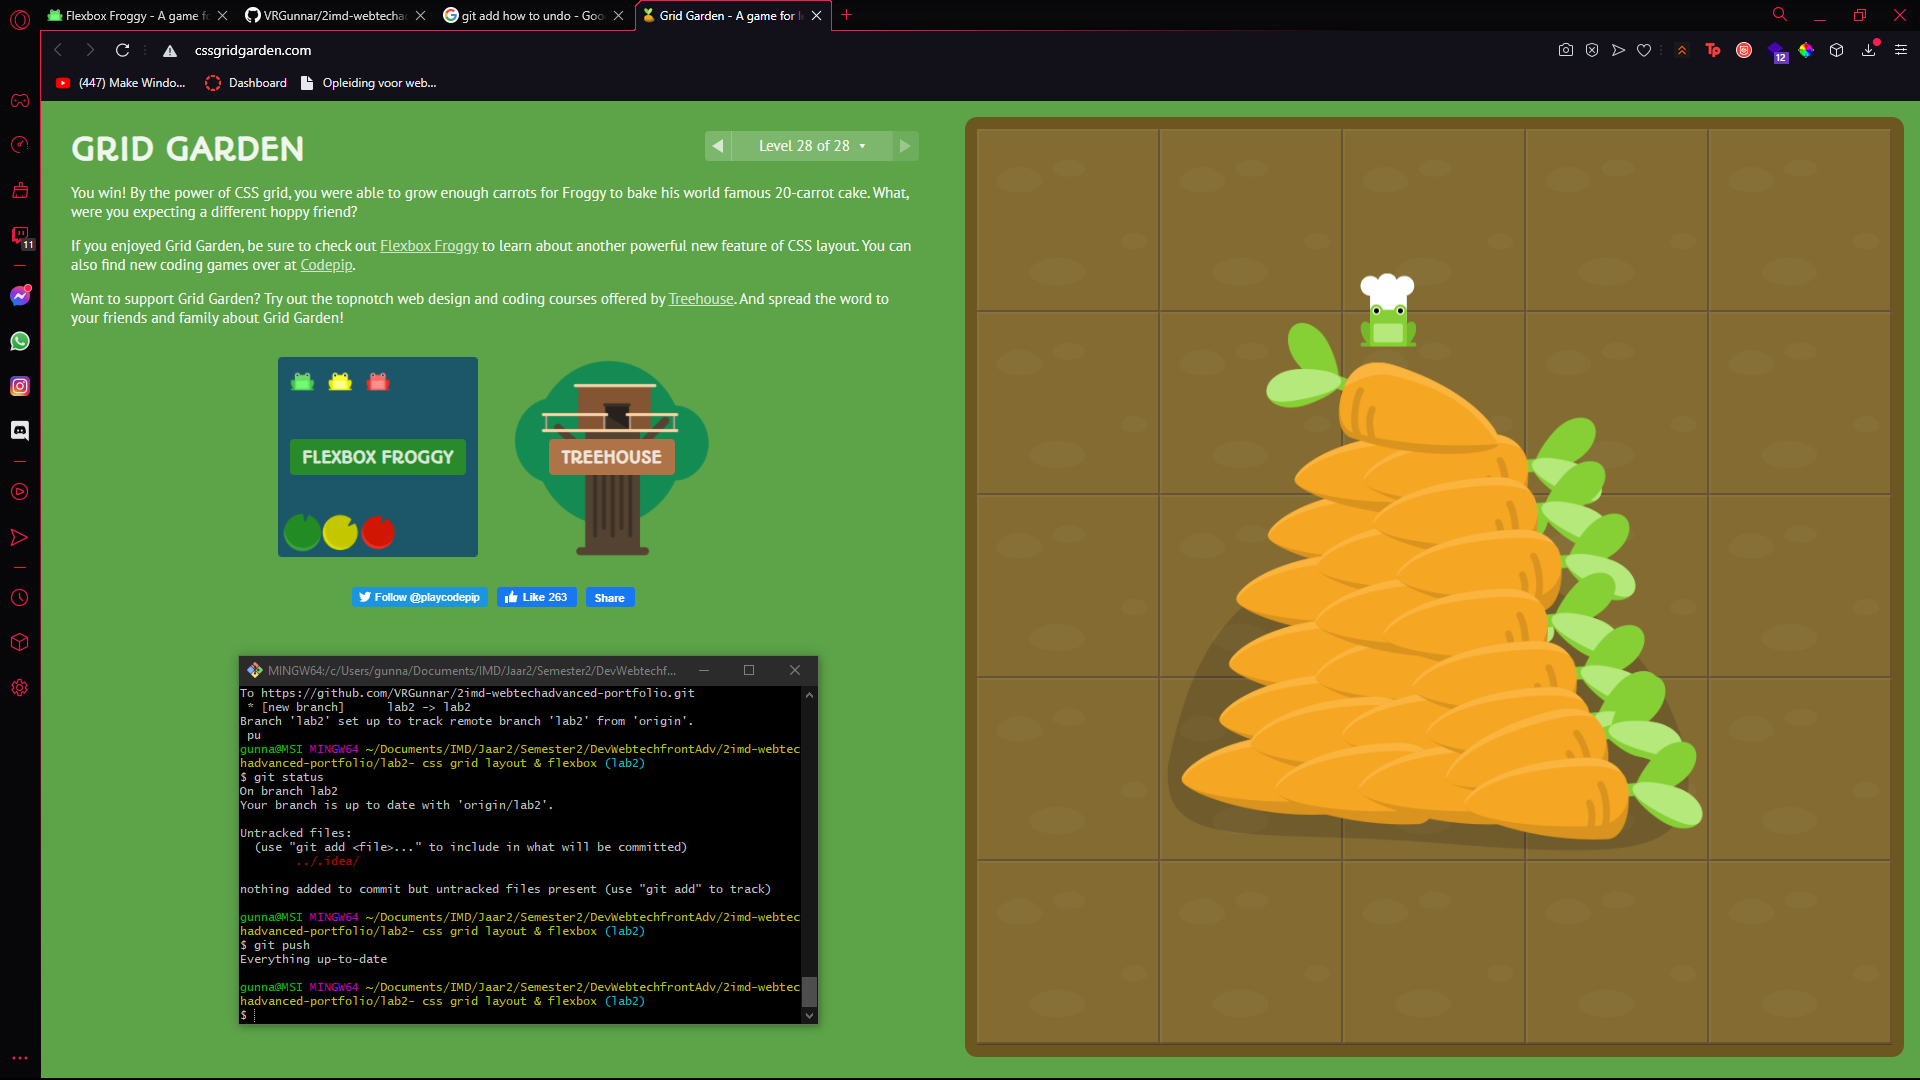 Flexbox Froggy - A game fo
VRGunnar/2imd-webtecha
git add how to undo - Goo
Grid Garden - A game for l
cssgridgarden.com
Tp
12
(447) Make Windo...
Dashboard
Opleiding voor web...
11
GRID GARDEN
Level 28 of 28
You win! By the power of CSS grid, you were able to grow enough carrots for Froggy to bake his world famous 20-carrot cake. What,
were you expecting a different hoppy friend?
If you enjoyed Grid Garden, be sure to check out Flexbox Froggy to learn about another powerful new feature of CSS layout. You can
also find new coding games over at Codepip.
Want to support Grid Garden? Try out the topnotch web design and coding courses offered by Treehouse. And spread the word to
your friends and family about Grid Garden!
FLEXBOX FROGGY
TREEHOUSE
Follow @playcodepip
Like 263
Share
MINGW64:/c/Users/gunna/Documents/IMD/Jaar2/Semester2/DevWebtechf...
To https://github.com/VRGunnar/2imd-webtechadvanced-portfolio.git
* [new branch]      lab2 -> lab2
Branch 'lab2' set up to track remote branch 'lab2' from 'origin'.
pu
gunna@MSI MINGW64 ~/Documents/IMD/Jaar2/Semester2/DevWebtechfrontAdv/2imd-webtec
hadvanced-portfolio/lab2- css grid layout & flexbox (lab2)
$ git status
On branch lab2
Your branch is up to date with 'origin/lab2'.
Untracked files:
(use "git add <file>..." to include in what will be committed)
../.idea/
nothing added to commit but untracked files present (use "git add" to track)
gunna@MSI MINGW64 ~/Documents/IMD/Jaar2/Semester2/DevWebtechfrontAdv/2imd-webtec
hadvanced-portfolio/lab2- css grid layout & flexbox (lab2)
$ git push
Everything up-to-date
gunna@MSI MINGW64 ~/Documents/IMD/Jaar2/Semester2/DevWebtechfrontAdv/2imd-webtec
hadvanced-portfolio/lab2- css grid layout & flexbox (lab2)
$